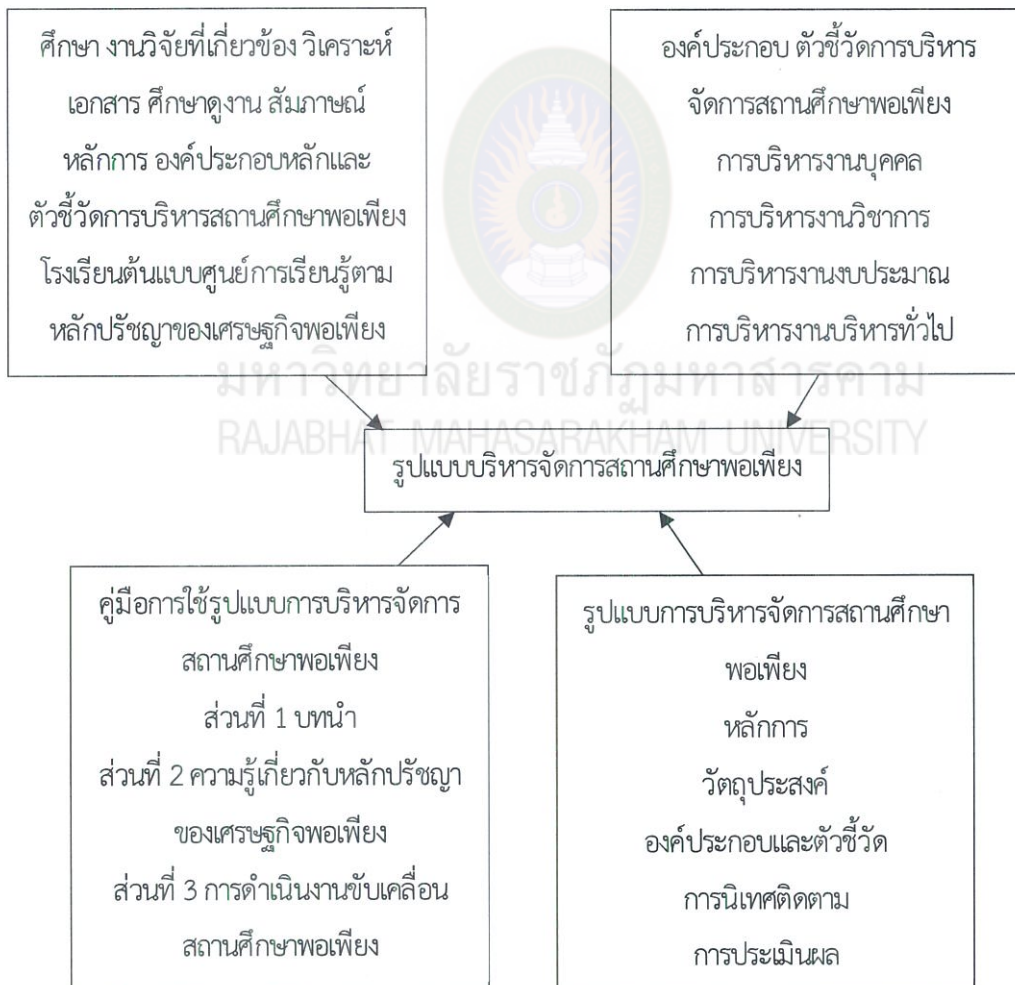 ศึกษา งานวิจัยที่เกี่ยวข้อง วิเคราะห์
เอกสาร ศึกษาดูงาน สัมภาษณ์
หลักการ องค์ประกอบหลักและ
ตัวชี้วัดการบริหารสถานศึกษาพอเพียง
โรงเรียนต้นแบบศูนย์การเรียนรู้ตาม
หลักปรัชญาของเศรษฐกิจพอเพียง
องค์ประกอบ ตัวชี้วัดการบริหาร
จัดการสถานศึกษาพอเพียง
การบริหารงานบุคคล
การบริหารงานวิชาการ
การบริหารงานงบประมาณ
การบริหารงานบริหารทั่วไป
มหาวิทยาลัยราชภัฏมหาสารคาม
RAJABHAT MAHASARAKHAM UNIVERSITY
รูปแบบบริหารจัดการสถานศึกษาพอเพียง
คู่มือการใช้รูปแบบการบริหารจัดการ
สถานศึกษาพอเพียง
ส่วนที่ 1 บทนำ
ส่วนที่ 2 ความรู้เกี่ยวกับหลักปรัชญา
ของเศรษฐกิจพอเพียง
ส่วนที่ 3 การดำเนินงานขับเคลื่อน
สถานศึกษาพอเพียง
รูปแบบการบริหารจัดการสถานศึกษา
พอเพียง
หลักการ
วัตถุประสงค์
องค์ประกอบและตัวชี้วัด
การนิเทศติดตาม
การประเมินผล